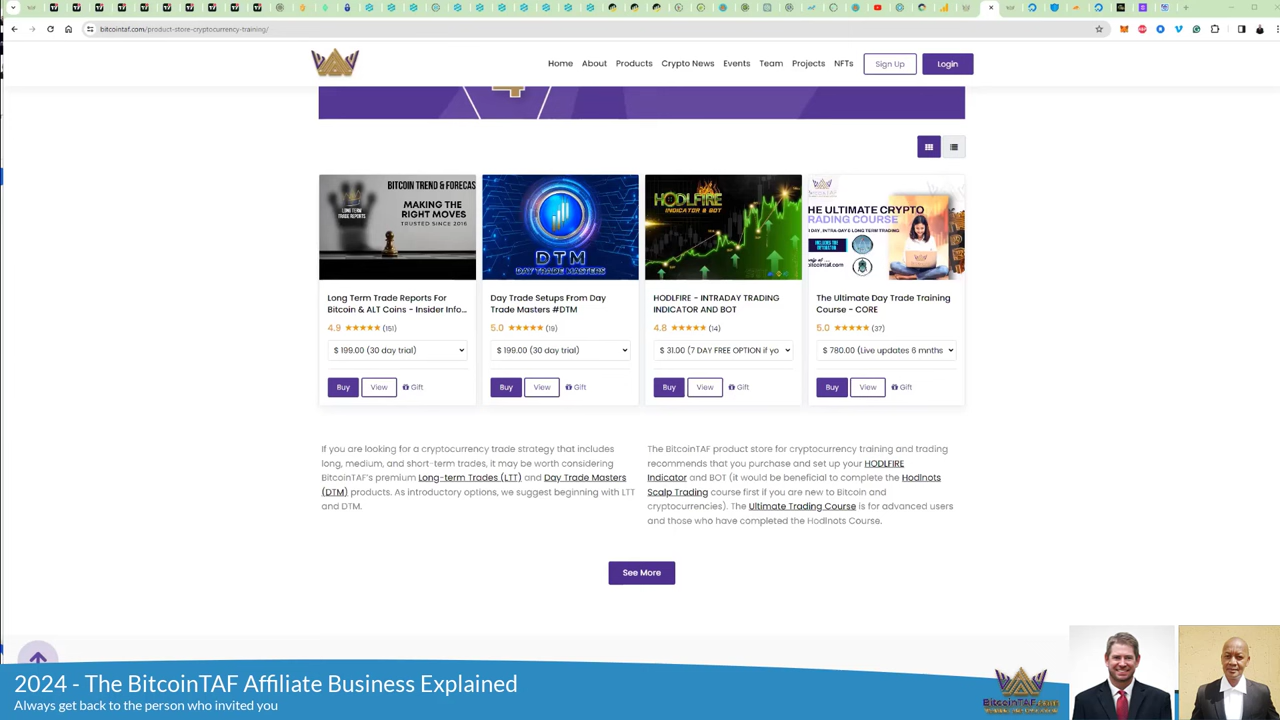 bitcointaf.com/product-store-cryptocurrency-training/
Home About Products Crypto News Events Team Projects NFTs Sign Up Login
BITCOIN TREND & FORECAS
MAKING THE
RIGHT MOVES
TRUSTED SINCE 2016
LONG TERM
TRADE REPORTS
DTM
DAY TRADE MASTERS
HODLFIRE
INDICATOR & BOT
HE ULTIMATE CRYPTO
RADING COURSE
DAY, INTRA DAY & LONG TERM TRADING
Long Term Trade Reports For
Bitcoin & ALT Coins - Insider Info...
4.9 (151)
$ 199.00 (30 day trial)
Buy View Gift
Day Trade Setups From Day
Trade Masters #DTM
5.0 (19)
$ 199.00 (30 day trial)
Buy View Gift
HODLFIRE - INTRADAY TRADING
INDICATOR AND BOT
4.8 (14)
$ 31.00 (7 DAY FREE OPTION if yo
Buy View Gift
The Ultimate Day Trade Training
Course - CORE
5.0 (37)
$ 780.00 (Live updates 6 mnths
Buy View Gift
If you are looking for a cryptocurrency trade strategy that includes
long, medium, and short-term trades, it may be worth considering
BitcoinTAF's premium Long-term Trades (LTT) and Day Trade Masters
(DTM) products. As introductory options, we suggest beginning with LTT
and DTM.
The BitcoinTAF product store for cryptocurrency training and trading
recommends that you purchase and set up your HODLFIRE
Indicator and BOT (it would be beneficial to complete the Hodlnots
Scalp Trading course first if you are new to Bitcoin and
cryptocurrencies). The Ultimate Trading Course is for advanced users
and those who have completed the Hodlnots Course.
See More
2024 - The BitcoinTAF Affiliate Business Explained
Always get back to the person who invited you